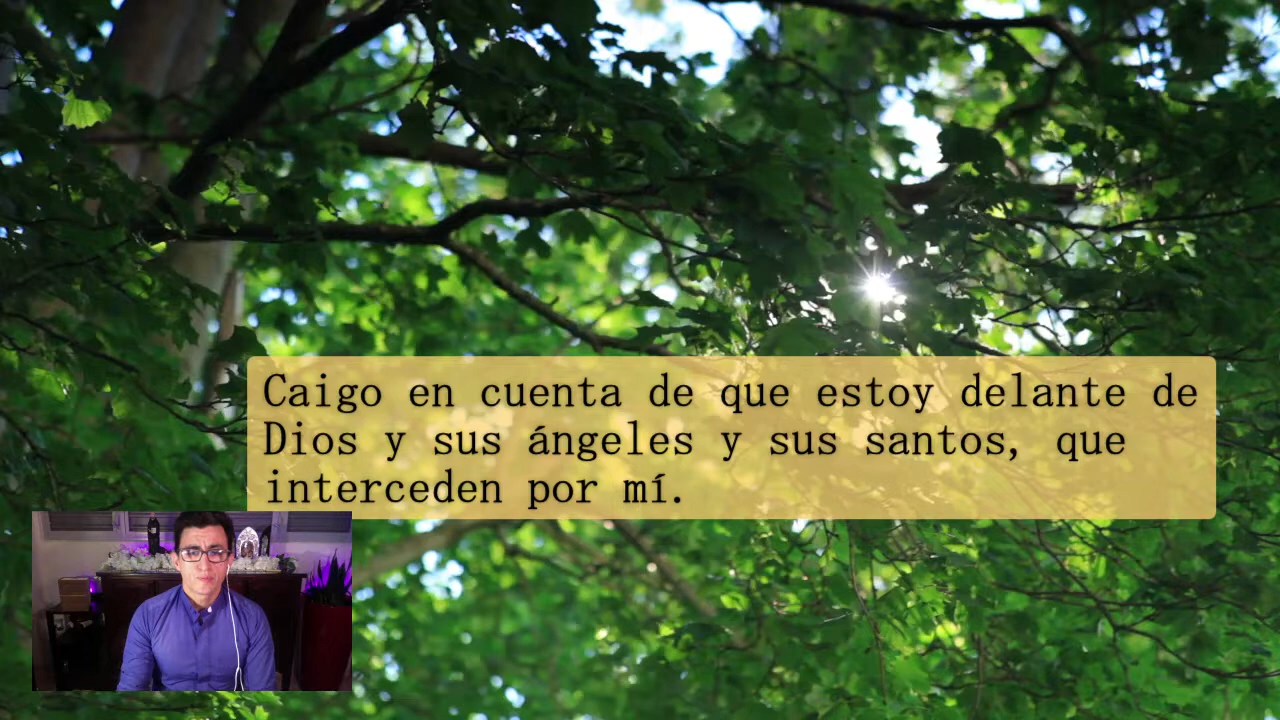 Caigo en cuenta de que estoy delante de
Dios y sus ángeles y sus santos, que
interceden por mí.